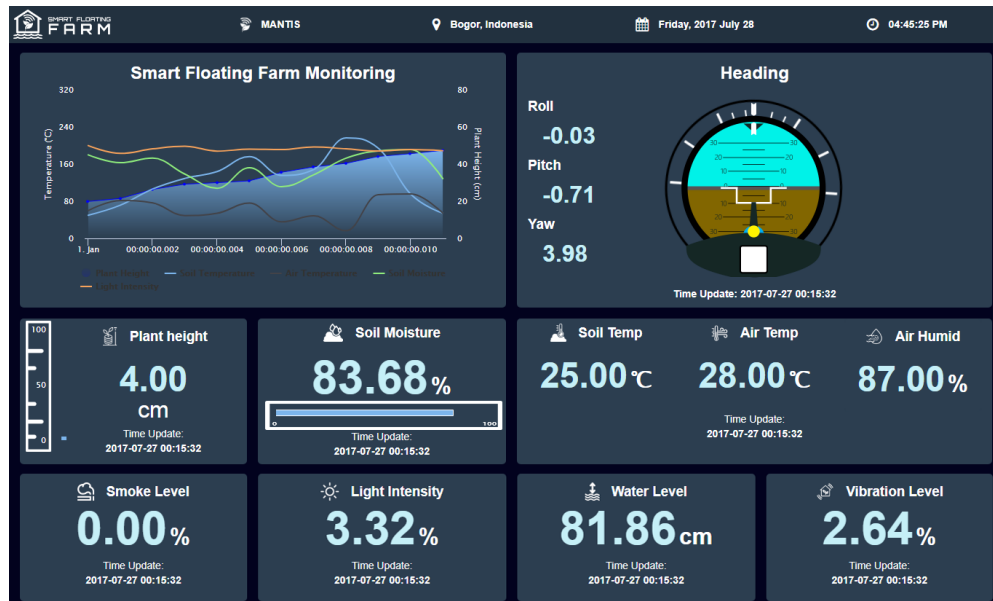 SMART FLOATING
FARM
MANTIS
Bogor, Indonesia
Friday, 2017 July 28
04:45:25 PM
Smart Floating Farm Monitoring
320
240
160
80
0
Temperature (°C)
80
60
40
20
0
Plant Height (cm)
1. Jan
00:00:00.002
00:00:00.004
00:00:00.006
00:00:00.008
00:00:00.010
Plant Height
Soil Temperature
Air Temperature
Soil Moisture
Light Intensity
Heading
Roll
-0.03
Pitch
-0.71
Yaw
3.98
20 20
10 10
10 10
20 20
30 30
Time Update: 2017-07-27 00:15:32
100
50
0
Plant height
4.00
cm
Time Update:
2017-07-27 00:15:32
Soil Moisture
83.68%
0 100
Time Update:
2017-07-27 00:15:32
Soil Temp
25.00 °C
Air Temp
28.00 °C
Air Humid
87.00%
Time Update:
2017-07-27 00:15:32
Smoke Level
0.00%
Time Update:
2017-07-27 00:15:32
Light Intensity
3.32%
Time Update:
2017-07-27 00:15:32
Water Level
81.86cm
Time Update:
2017-07-27 00:15:32
Vibration Level
2.64%
Time Update:
2017-07-27 00:15:32